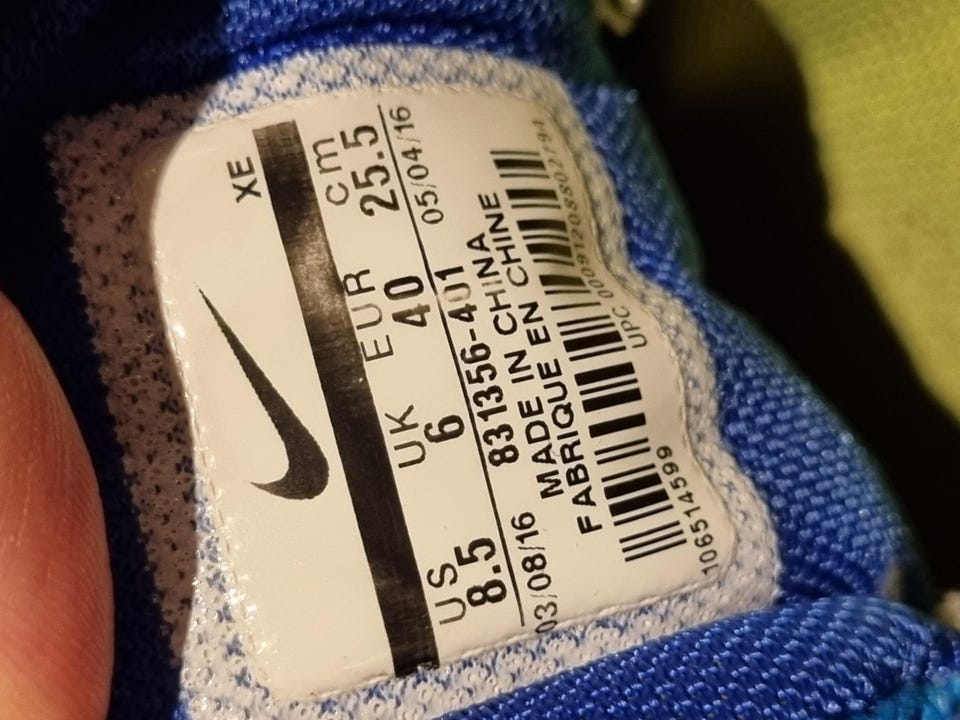 XE
US UK EUR cm
8.5 6 40 25.5
03/08/16 05/04/16
831356-401
MADE IN CHINA
FABRIQUE EN CHINE
106514599 UPC 00091208802794